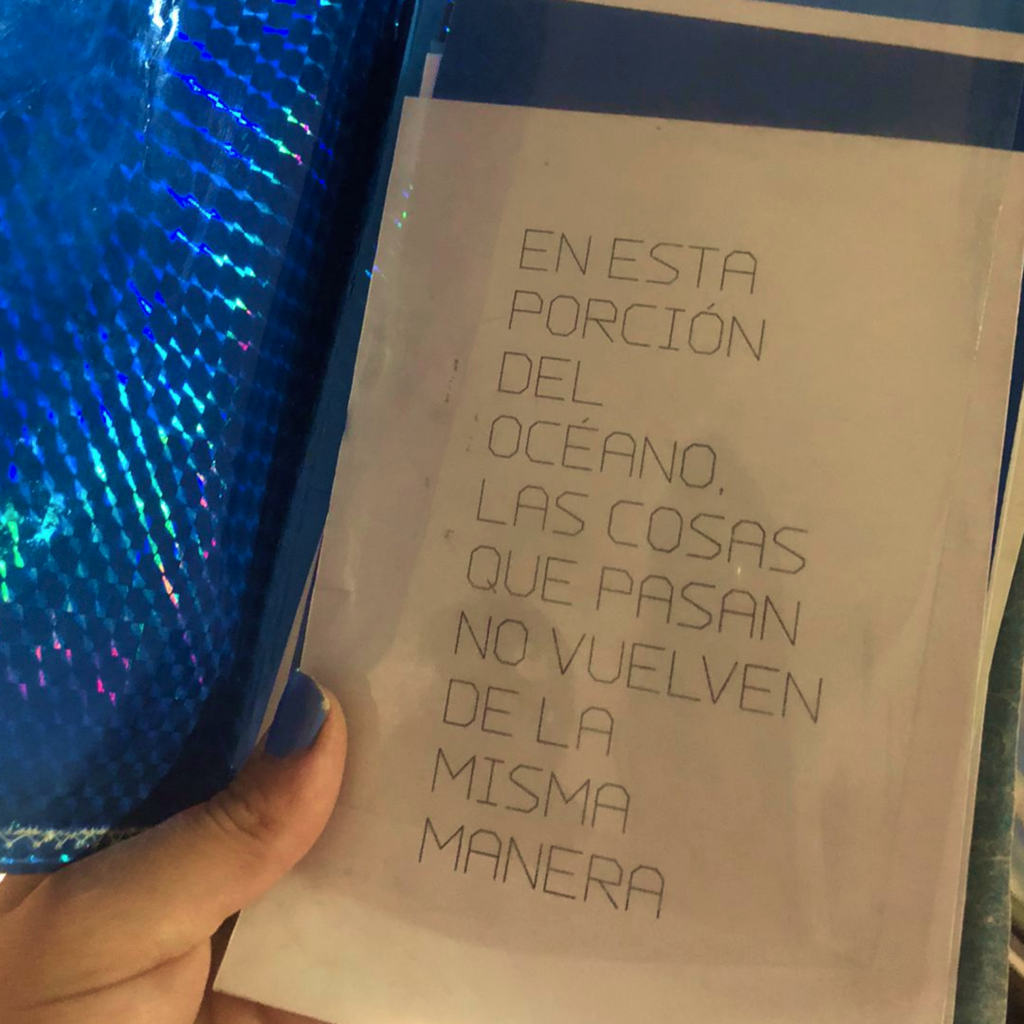 EN ESTA
PORCIÓN
DEL
OCÉANO,
LAS COSAS
QUE PASAN
NO VUELVEN
DE LA
MISMA
MANERA